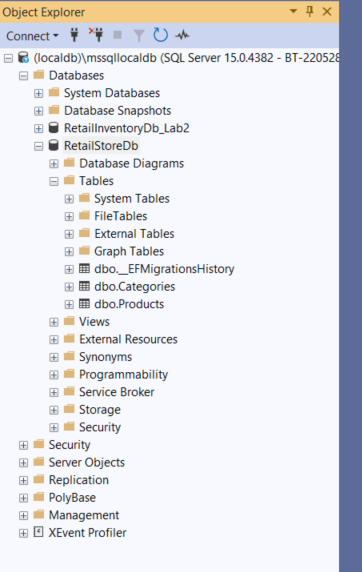 Object Explorer
Connect
(localdb)\mssqllocaldb (SQL Server 15.0.4382 - BT-220528
Databases
System Databases
Database Snapshots
RetailInventoryDb_Lab2
RetailStoreDb
Database Diagrams
Tables
System Tables
FileTables
External Tables
Graph Tables
dbo.__EFMigrationsHistory
dbo.Categories
dbo.Products
Views
External Resources
Synonyms
Programmability
Service Broker
Storage
Security
Security
Server Objects
Replication
PolyBase
Management
XEvent Profiler